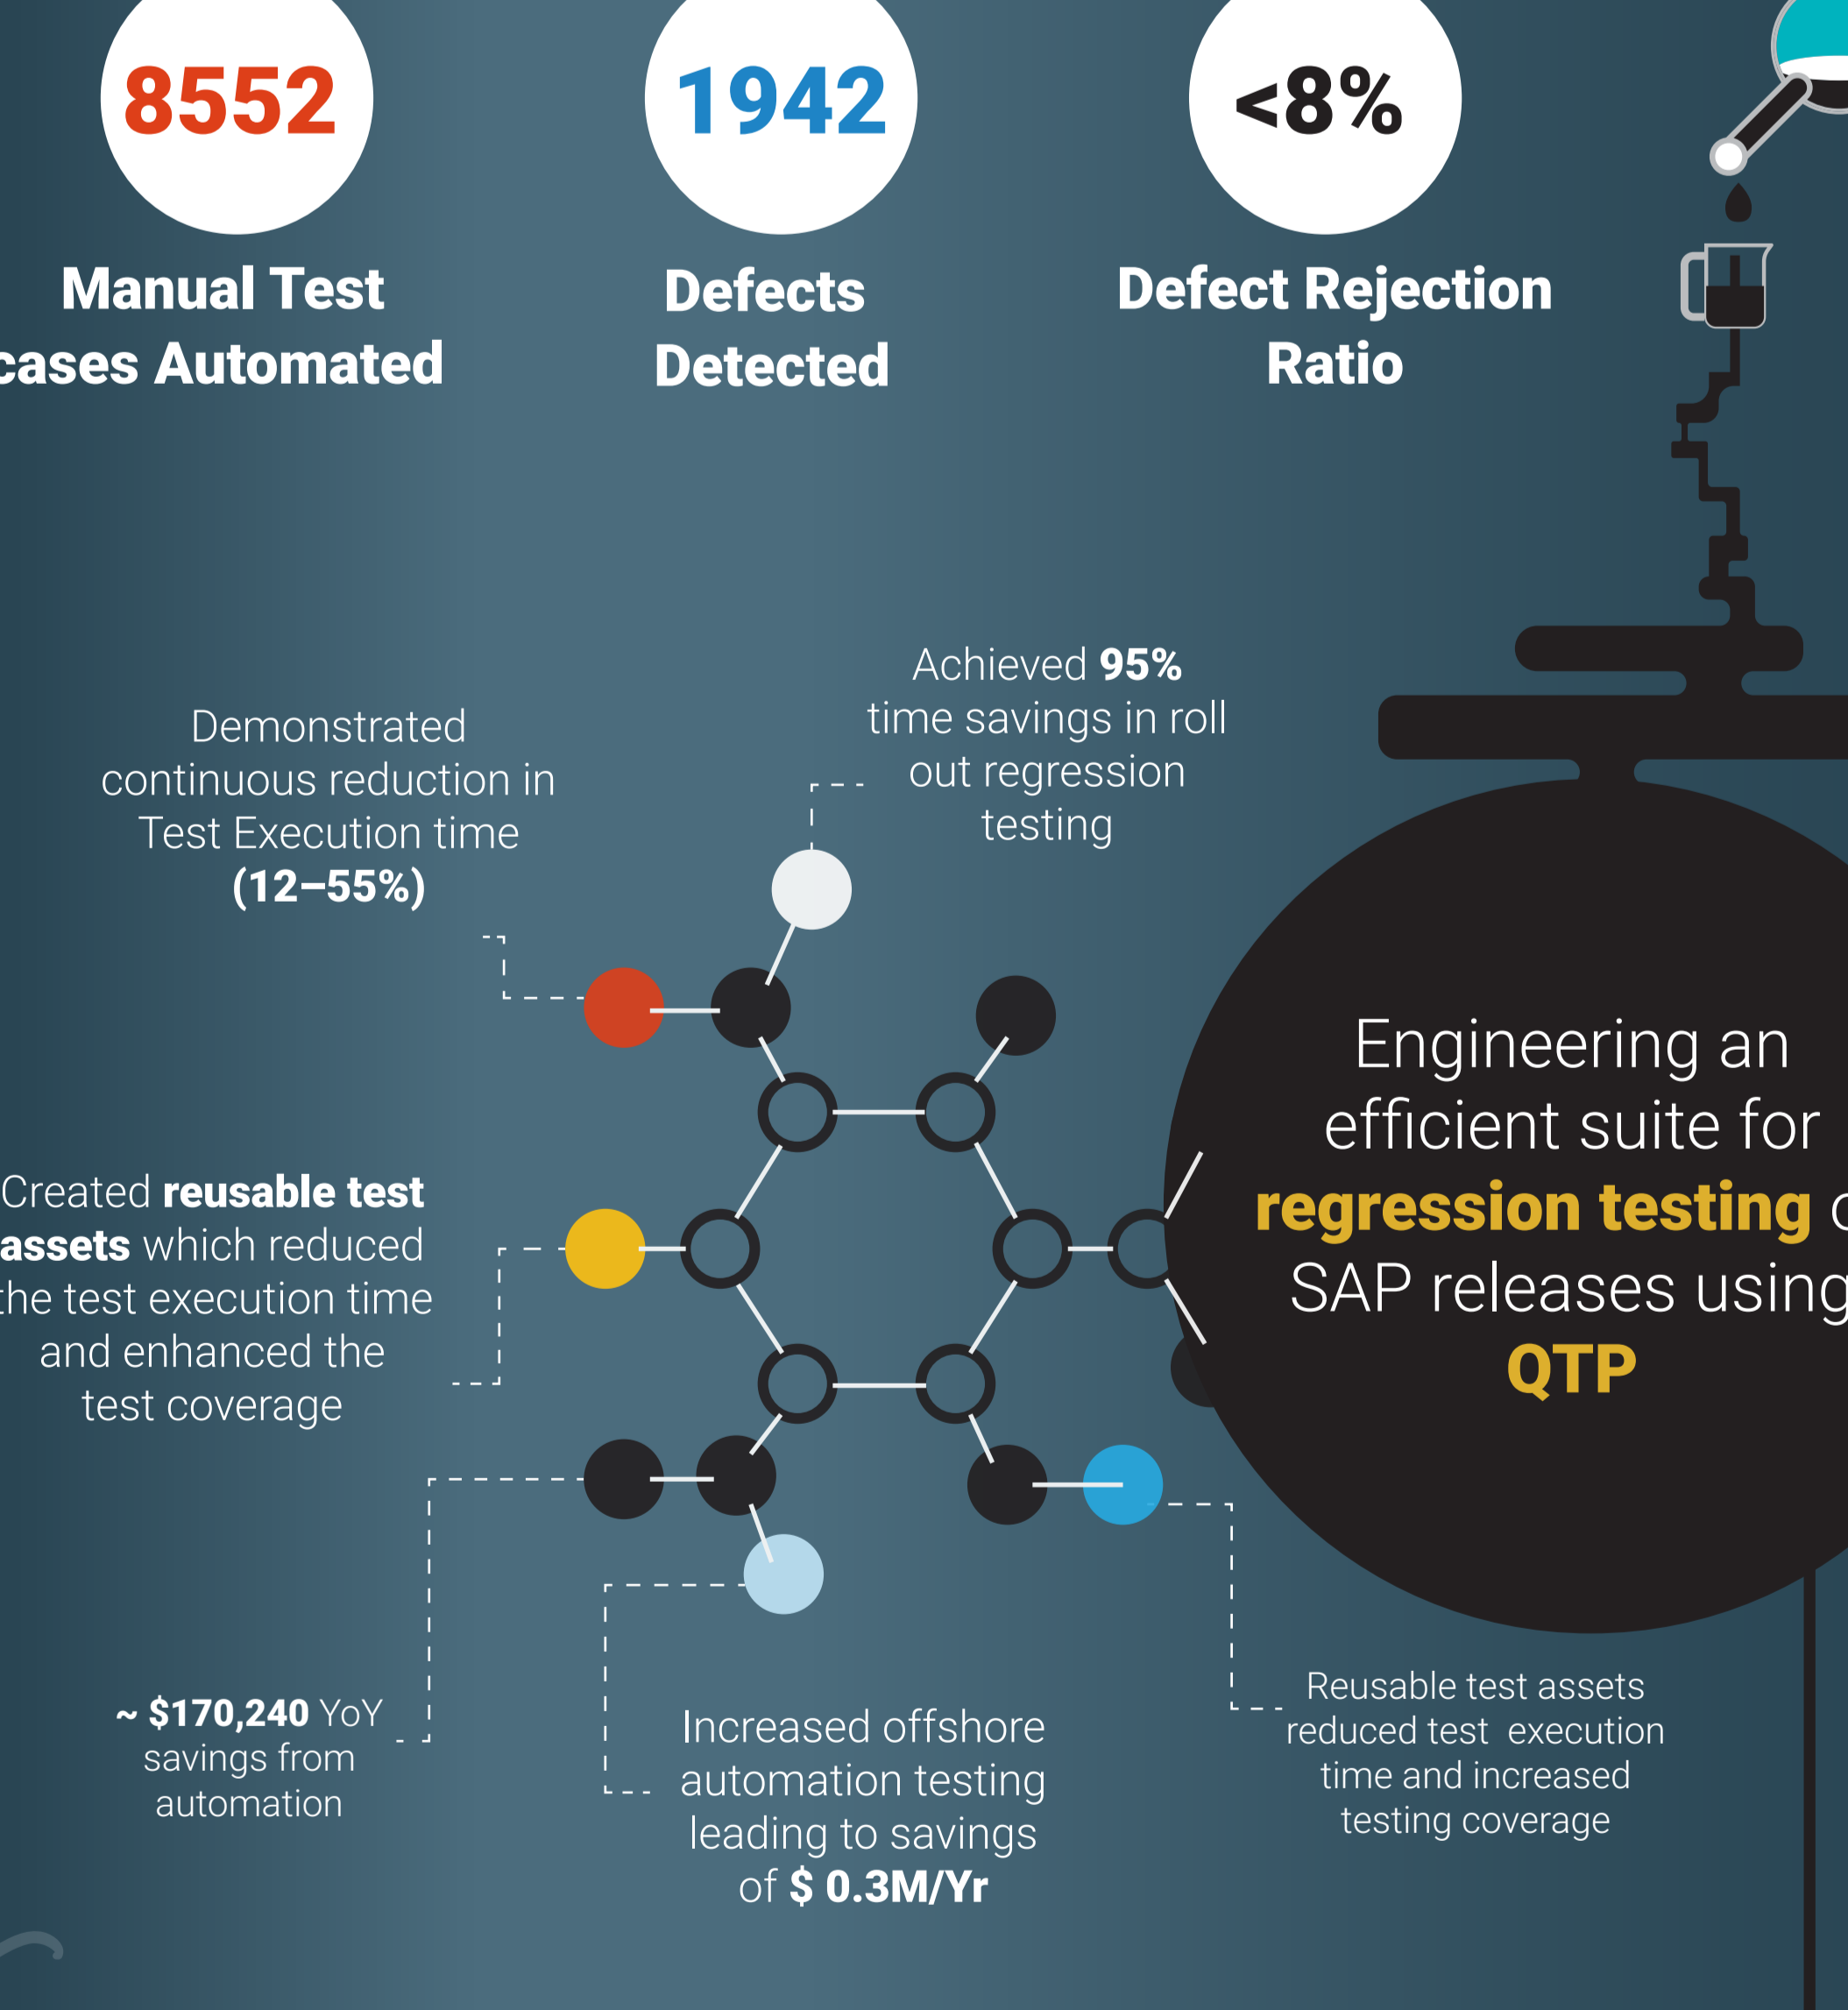 8552
Manual Test
cases Automated
1942
Defects
Detected
<8%
Defect Rejection
Ratio
Demonstrated
continuous reduction in
Test Execution time
(12–55%)
Achieved 95%
time savings in roll
out regression
testing
Created reusable test
assets which reduced
the test execution time
and enhanced the
test coverage
Engineering an
efficient suite for
regression testing
SAP releases using
QTP
~ $170,240 YoY
savings from
automation
Increased offshore
automation testing
leading to savings
of $ 0.3M/Yr
Reusable test assets
reduced test  execution
time and increased
testing coverage